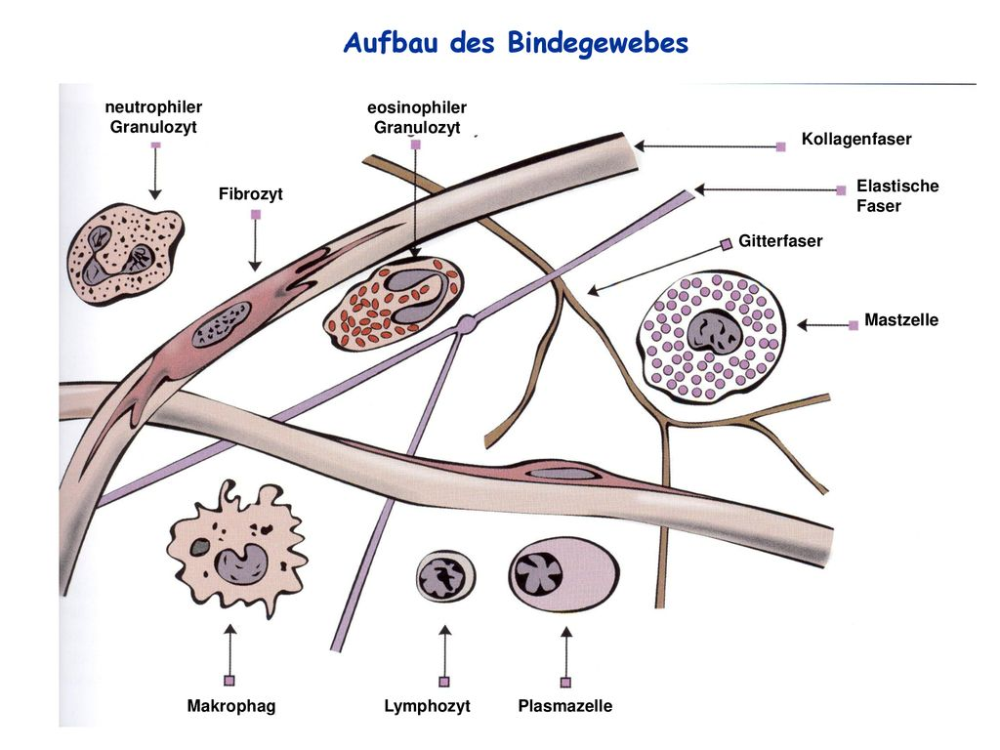 Aufbau des Bindegewebes
neutrophiler
Granulozyt
eosinophiler
Granulozyt
Kollagenfaser
Fibrozyt
Elastische
Faser
Gitterfaser
Mastzelle
Makrophag
Lymphozyt
Plasmazelle